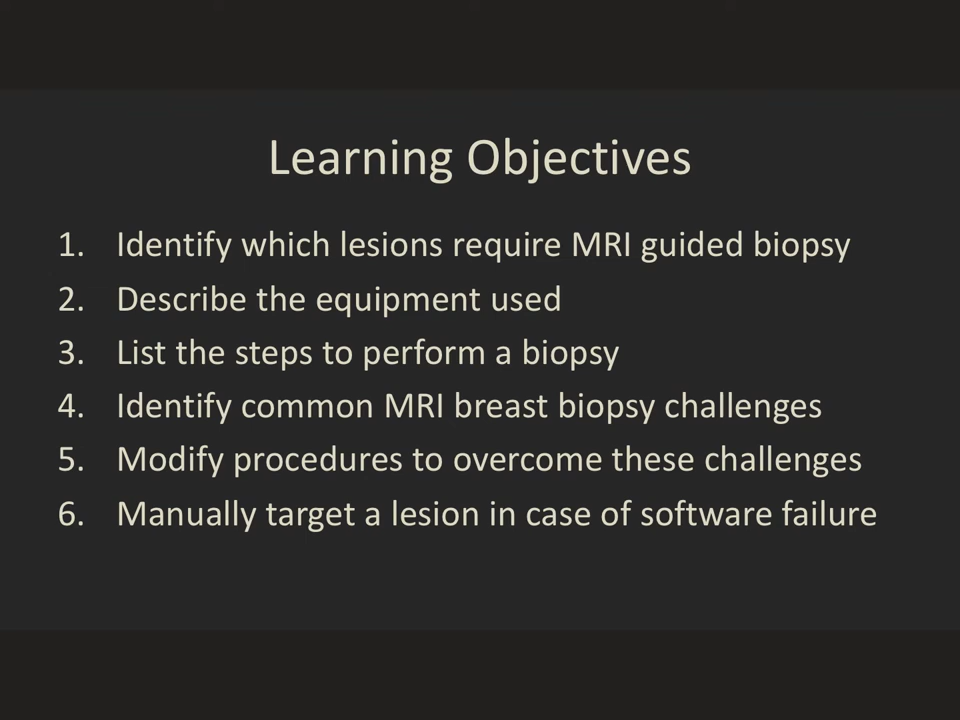 Learning Objectives
1. Identify which lesions require MRI guided biopsy
2. Describe the equipment used
3. List the steps to perform a biopsy
4. Identify common MRI breast biopsy challenges
5. Modify procedures to overcome these challenges
6. Manually target a lesion in case of software failure